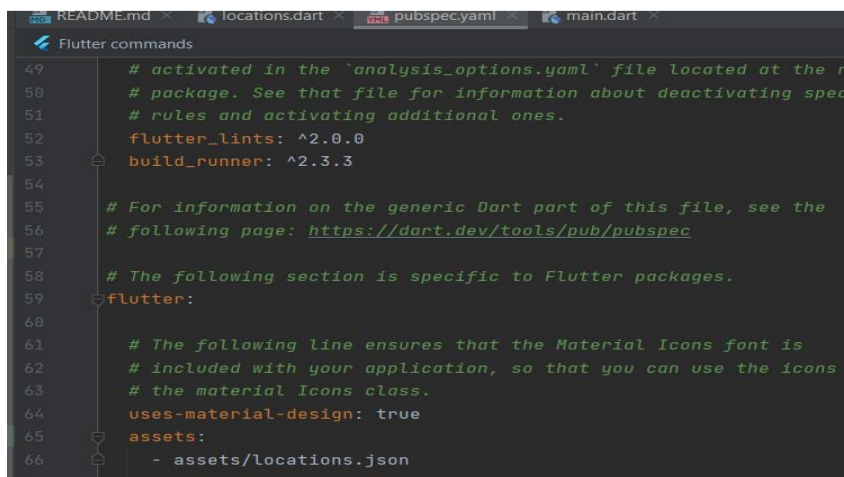 README.md × locations.dart × pubspec.yaml × main.dart ×
Flutter commands
49 # activated in the `analysis_options.yaml` file located at the
50 # package. See that file for information about deactivating
51 # rules and activating additional ones.
52 flutter_lints: ^2.0.0
53 build_runner: ^2.3.3
54
55 # For information on the generic Dart part of this file, see the
56 # following page: https://dart.dev/tools/pub/pubspec
57
58 # The following section is specific to Flutter packages.
59 flutter:
60
61 # The following line ensures that the Material Icons font is
62 # included with your application, so that you can use the icons
63 # the material Icons class.
64 uses-material-design: true
65 assets:
66 - assets/locations.json